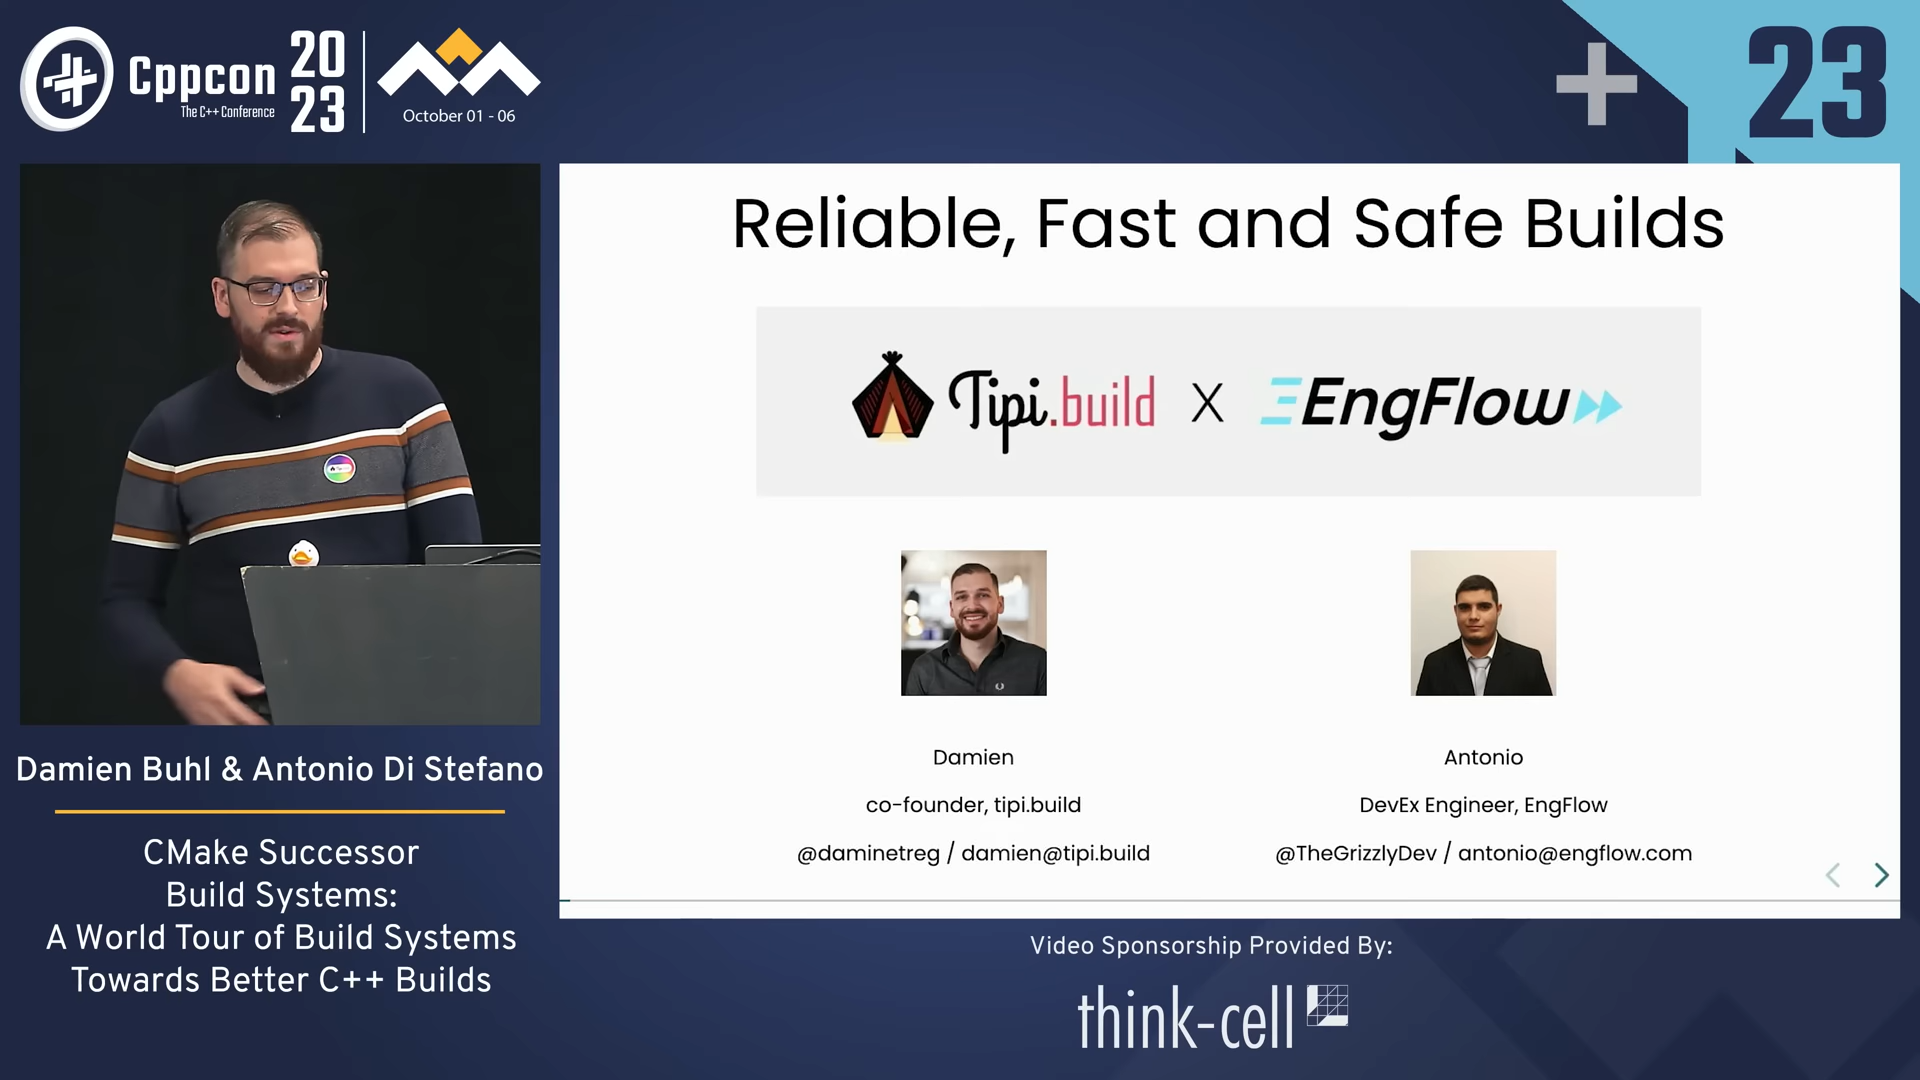 Cppcon
The C++ Conference
20
23
October 01 - 06
23
Reliable, Fast and Safe Builds
Tipi.build X EngFlow
Damien
co-founder, tipi.build
@daminetreg / damien@tipi.build
Antonio
DevEx Engineer, EngFlow
@TheGrizzlyDev / antonio@engflow.com
Damien Buhl & Antonio Di Stefano
CMake Successor
Build Systems:
A World Tour of Build Systems
Towards Better C++ Builds
Video Sponsorship Provided By:
think-cell